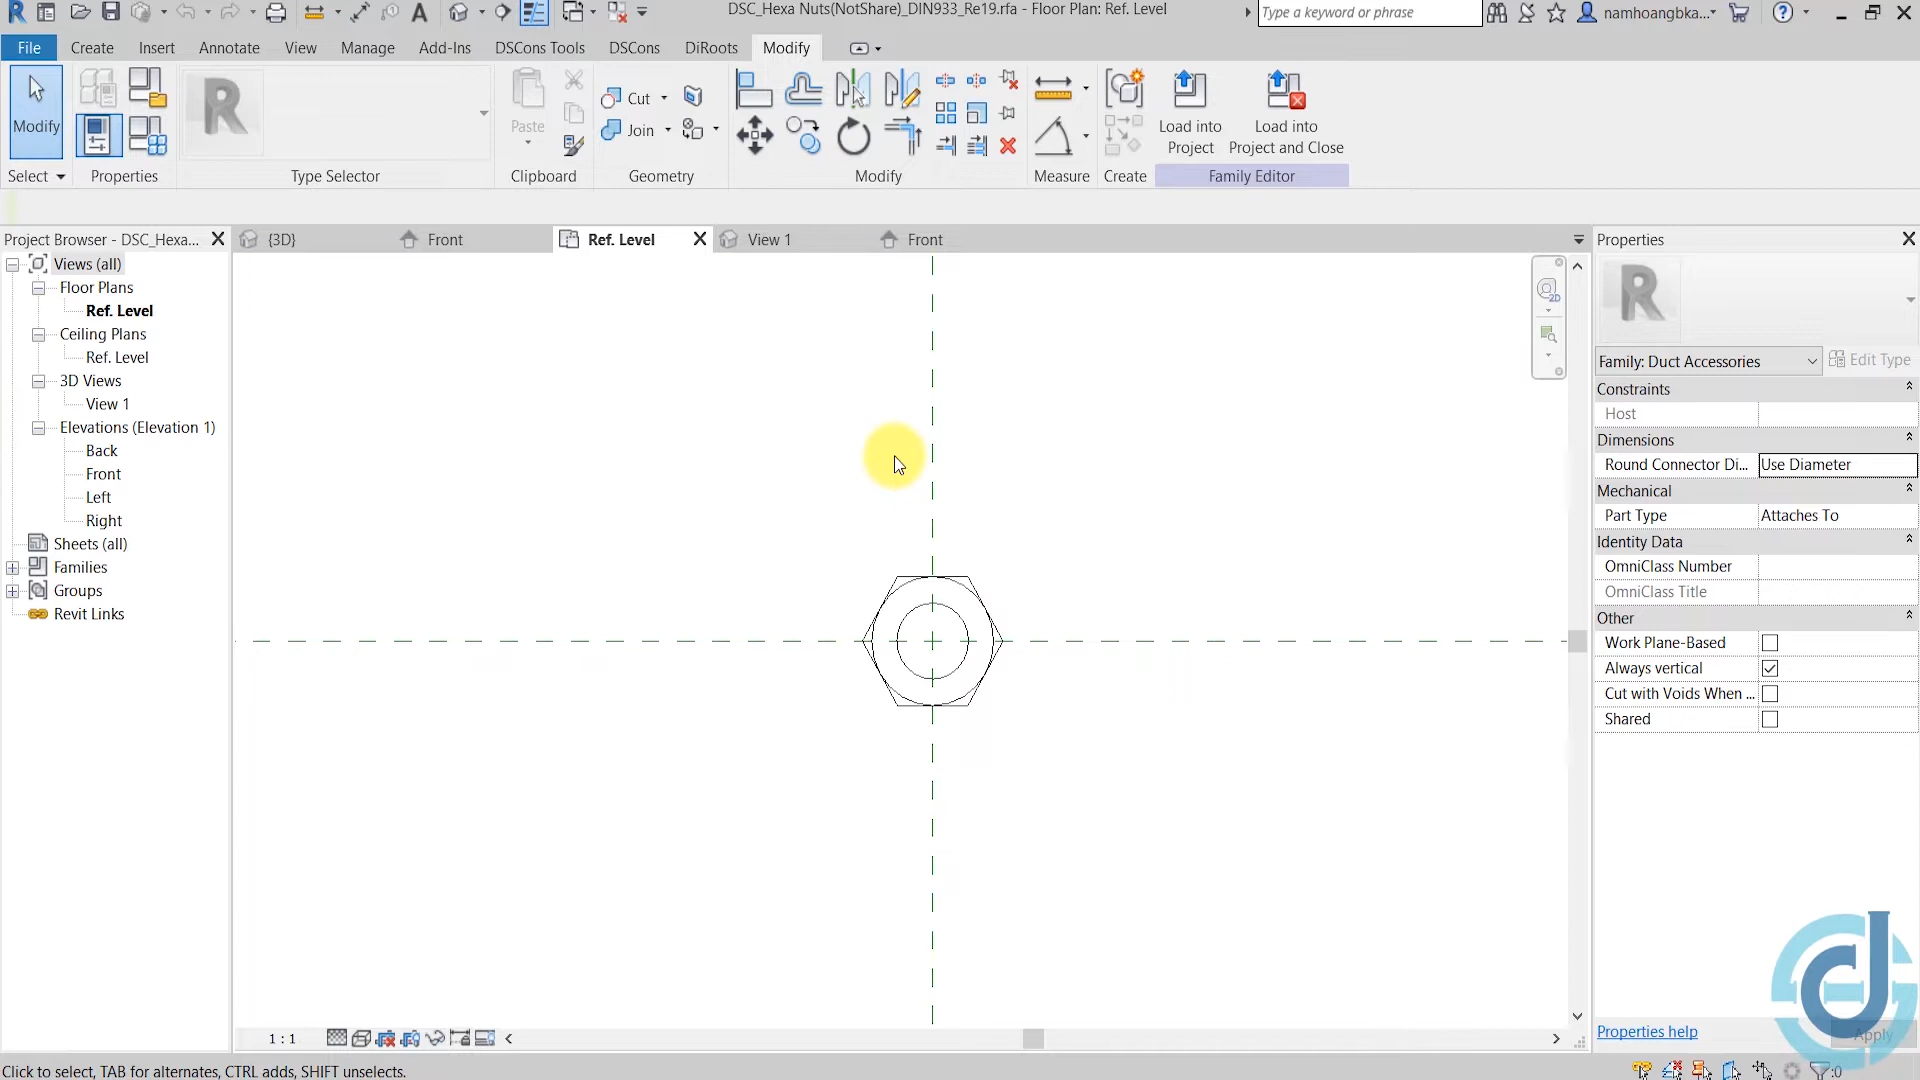 DSC_Hexa Nuts(NotShare)_DIN933_Re19.rfa - Floor Plan: Ref. Level
Type a keyword or phrase
namhoangbka...
File Create Insert Annotate View Manage Add-Ins DSCons Tools DSCons DiRoots Modify
Modify
Paste
Cut
Join
Load into Project
Load into Project and Close
Select Properties Type Selector Clipboard Geometry Modify Measure Create Family Editor
Project Browser - DSC_Hexa...
{3D} Front Ref. Level View 1 Front
Properties
Views (all)
Floor Plans
Ref. Level
Ceiling Plans
Ref. Level
3D Views
View 1
Elevations (Elevation 1)
Back
Front
Left
Right
Sheets (all)
Families
Groups
Revit Links
2D
Family: Duct Accessories Edit Type
Constraints
Host
Dimensions
Round Connector Di... Use Diameter
Mechanical
Part Type Attaches To
Identity Data
OmniClass Number
OmniClass Title
Other
Work Plane-Based
Always vertical
Cut with Voids When ...
Shared
Properties help Apply
1 : 1
Click to select, TAB for alternates, CTRL adds, SHIFT unselects.
:0